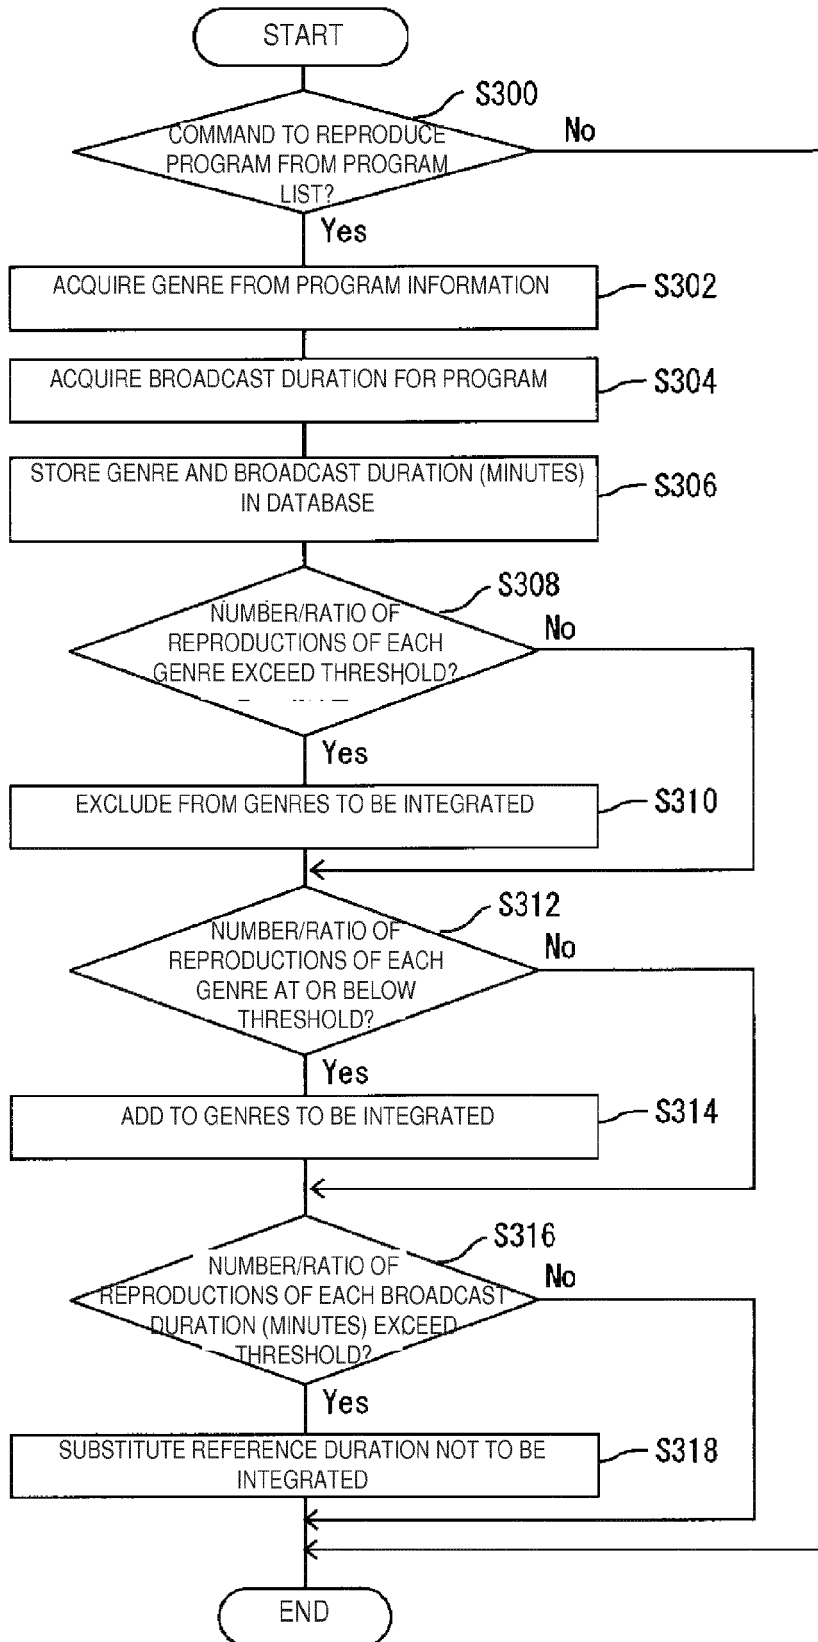 START
S300
COMMAND TO REPRODUCE
PROGRAM FROM PROGRAM
LIST?
No
Yes
ACQUIRE GENRE FROM PROGRAM INFORMATION
S302
ACQUIRE BROADCAST DURATION FOR PROGRAM
S304
STORE GENRE AND BROADCAST DURATION (MINUTES)
IN DATABASE
S306
S308
NUMBER/RATIO OF
REPRODUCTIONS OF EACH
GENRE EXCEED THRESHOLD?
No
Yes
EXCLUDE FROM GENRES TO BE INTEGRATED
S310
S312
NUMBER/RATIO OF
REPRODUCTIONS OF EACH
GENRE AT OR BELOW
THRESHOLD?
No
Yes
ADD TO GENRES TO BE INTEGRATED
S314
S316
NUMBER/RATIO OF
REPRODUCTIONS OF EACH BROADCAST
DURATION (MINUTES) EXCEED
THRESHOLD?
No
Yes
SUBSTITUTE REFERENCE DURATION NOT TO BE
INTEGRATED
S318
END